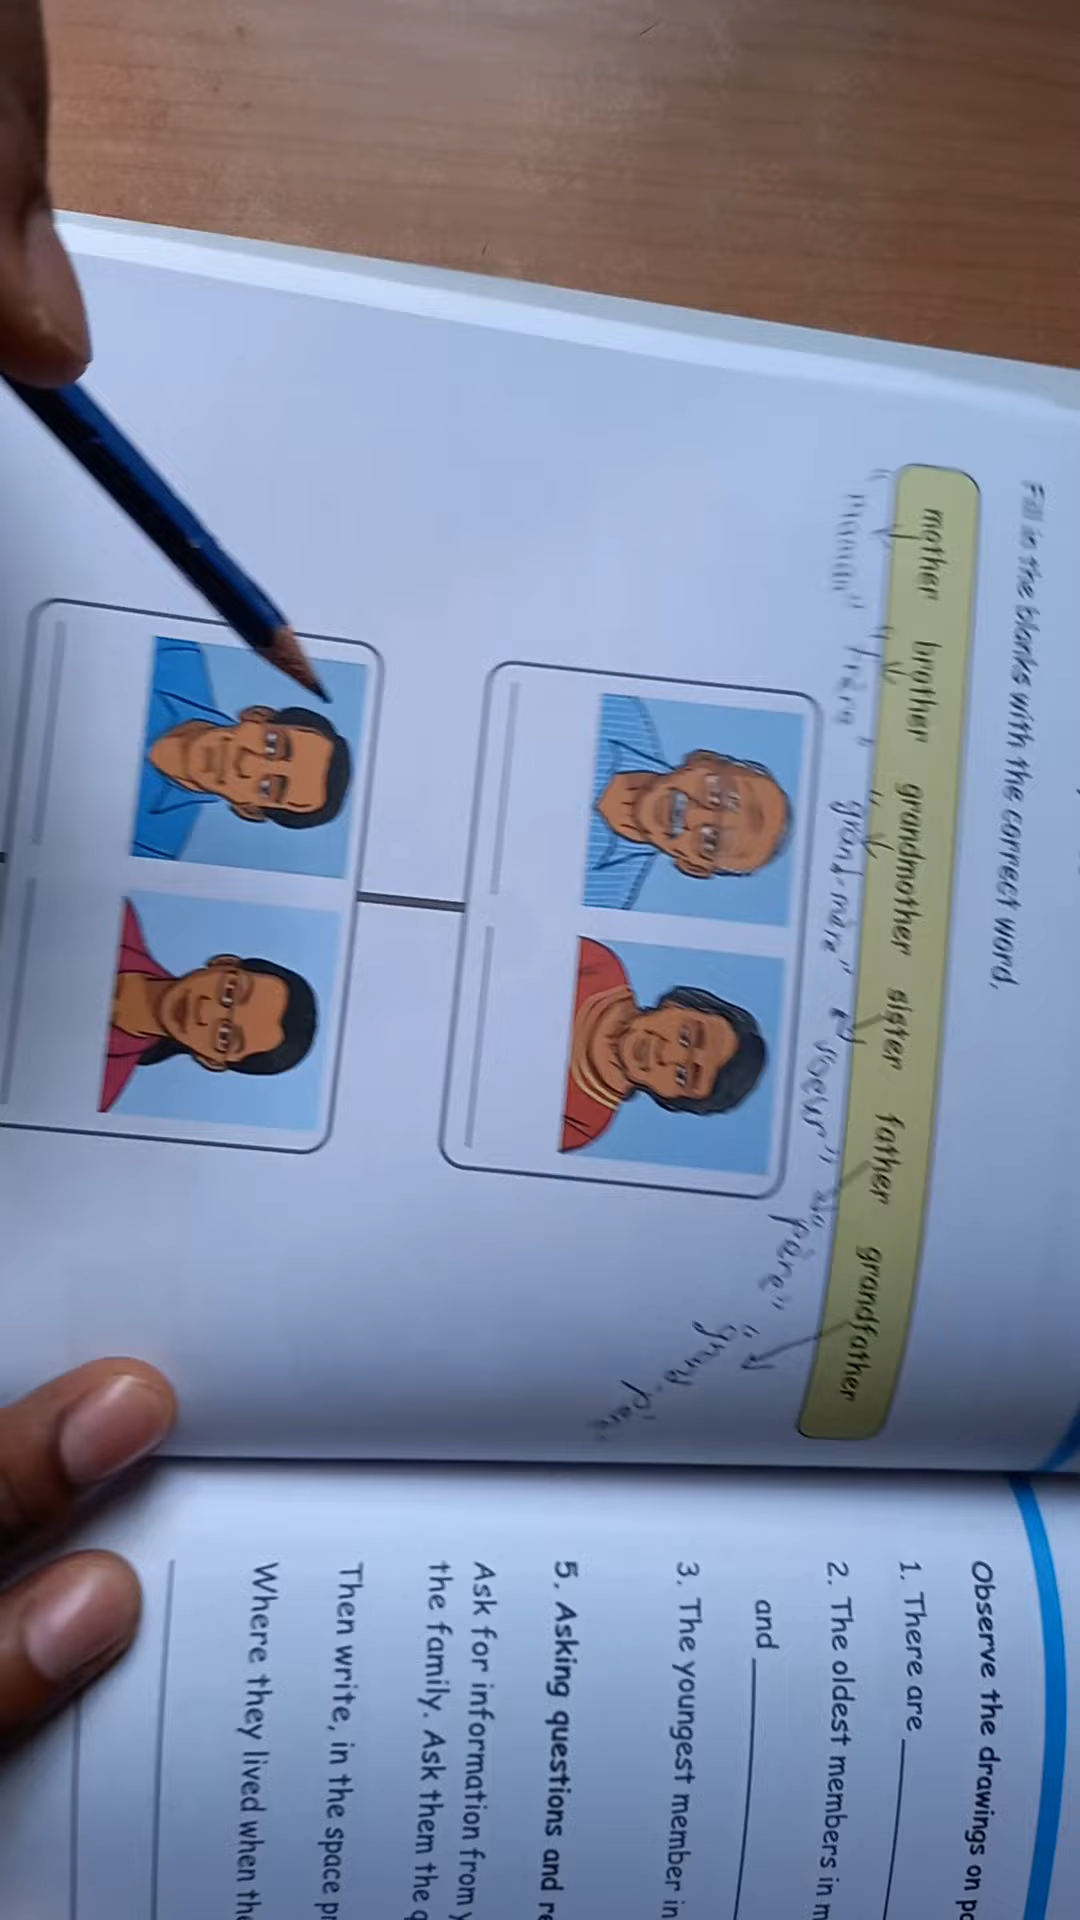 Fill in the blanks with the correct word.
mother brother grandmother sister father grandfather
"maman" "frère" "grand-mère" "soeur" "père" "grand-père"
Observe the drawings on
1. There are
2. The oldest members in
and
3. The youngest member in
5. Asking questions and
Ask for information from
the family. Ask them the
Then write, in the space
Where they lived when